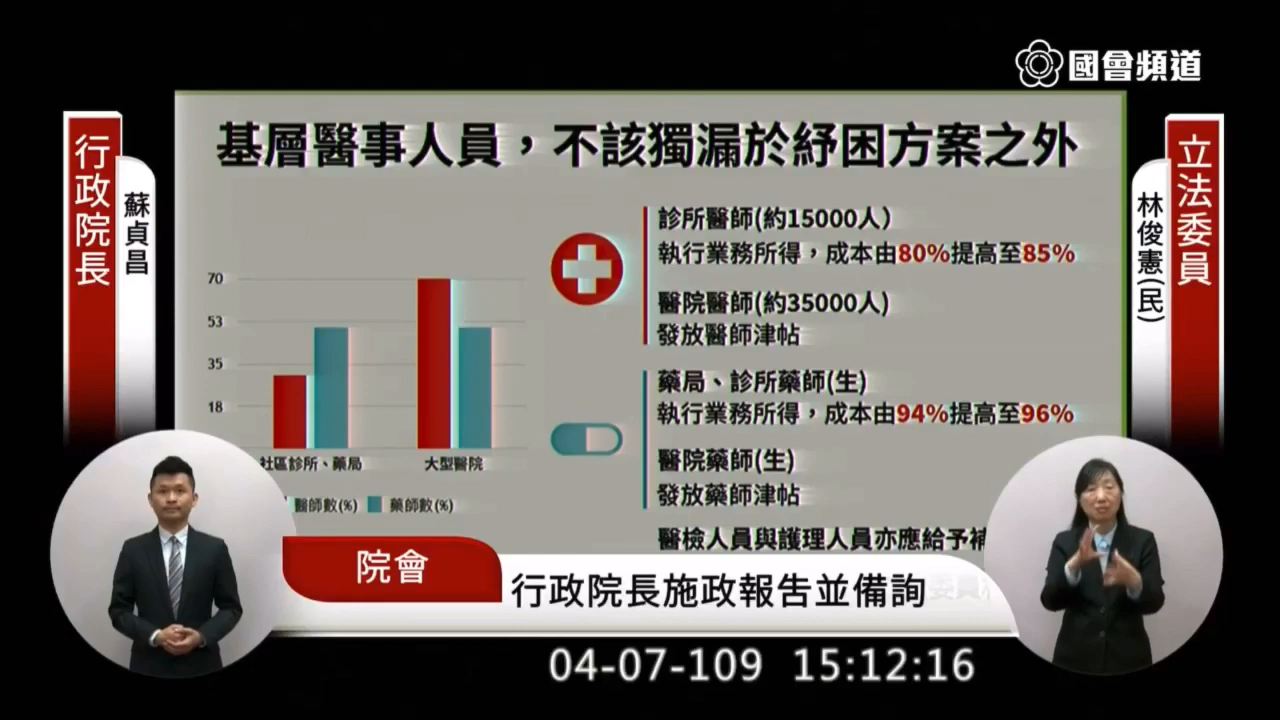 國會頻道
行政院長
蘇貞昌
立法委員
林俊憲(民)
基層醫事人員，不該獨漏於紓困方案之外
70
53
35
18
社區診所、藥局
大型醫院
醫師數(%)
藥師數(%)
診所醫師(約15000人)
執行業務所得，成本由80%提高至85%
醫院醫師(約35000人)
發放醫師津帖
藥局、診所藥師(生)
執行業務所得，成本由94%提高至96%
醫院藥師(生)
發放藥師津帖
醫檢人員與護理人員亦應給予補
院會
行政院長施政報告並備詢
04-07-109 15:12:16